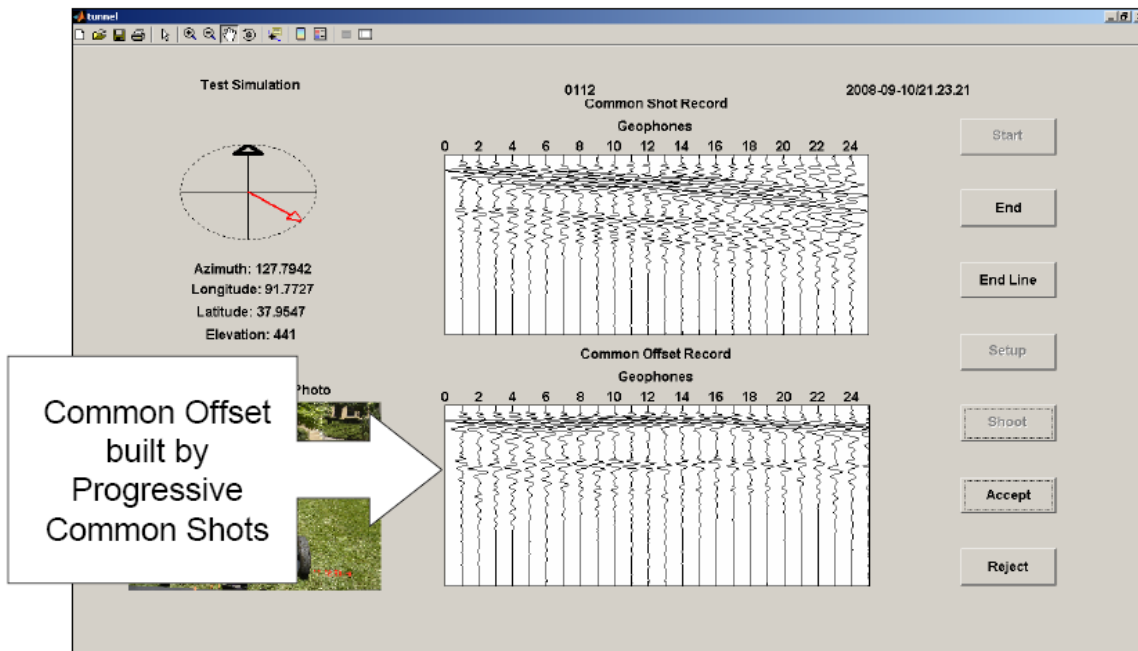 tunnel
Test Simulation
0112
2008-09-10/21.23.21
Common Shot Record
Geophones
0 2 4 6 8 10 12 14 16 18 20 22 24
Azimuth: 127.7942
Longitude: 91.7727
Latitude: 37.9547
Elevation: 441
Photo
Common Offset Record
Geophones
0 2 4 6 8 10 12 14 16 18 20 22 24
Common Offset
built by
Progressive
Common Shots
Start
End
End Line
Setup
Shoot
Accept
Reject